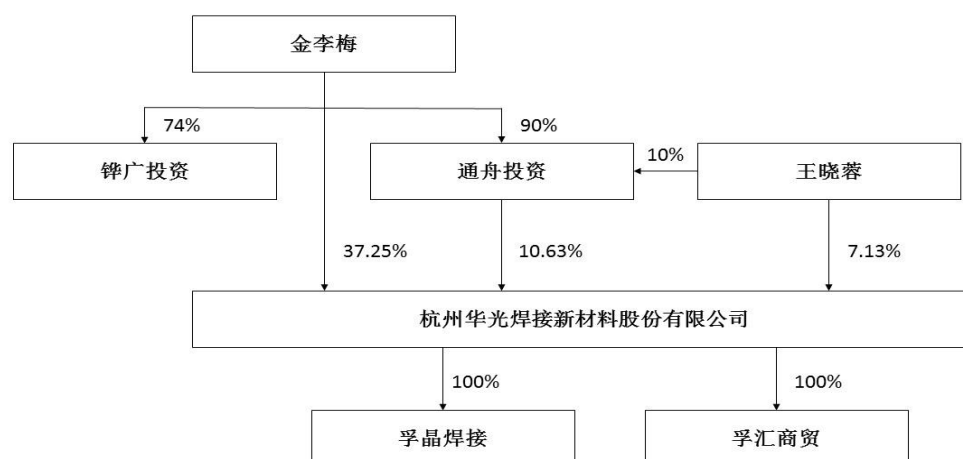 金李梅
74%
90%
铧广投资
通舟投资
10%
王晓蓉
37.25%
10.63%
7.13%
杭州华光焊接新材料股份有限公司
100%
100%
孚晶焊接
孚汇商贸